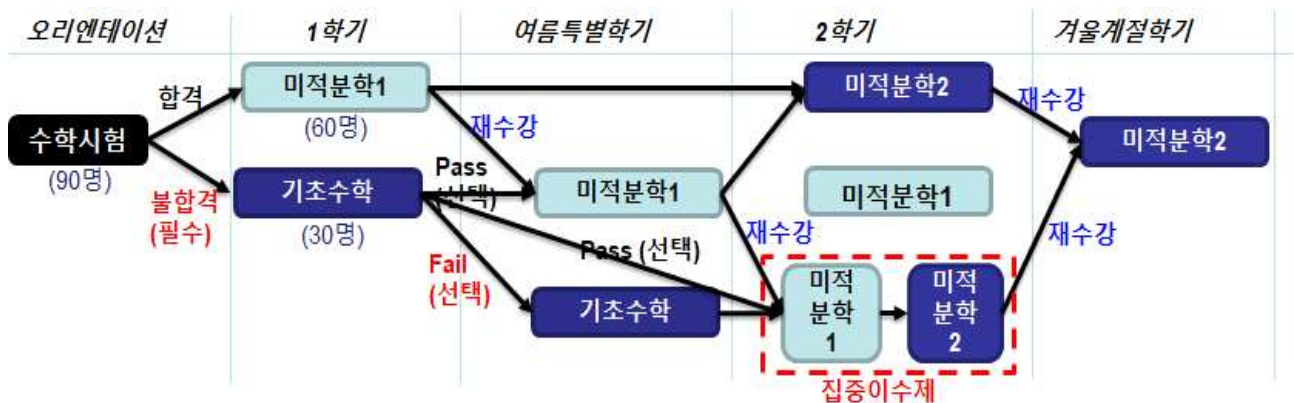 오리엔테이션
1학기
여름특별학기
2학기
겨울계절학기
수학시험
(90명)
합격
불합격
(필수)
미적분학1
(60명)
기초수학
(30명)
재수강
Pass
(선택)
Pass (선택)
Fail
(선택)
미적분학1
기초수학
재수강
미적분학2
미적분학1
미적
분학
1
미적
분학
2
집중이수제
재수강
재수강
미적분학2